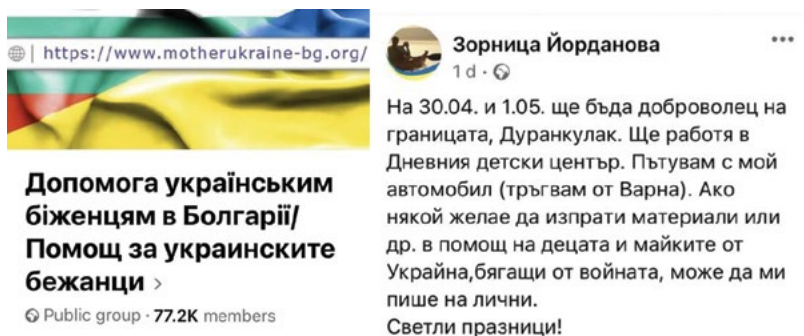 https://www.motherukraine-bg.org/
Допомога українським
біженцям в Болгарії/
Помощ за украинските
бежанци >
Public group · 77.2K members
Зорница Йорданова
1 d ·
На 30.04. и 1.05. ще бъда доброволец на
границата, Дуранкулак. Ще работя в
Дневния детски център. Пътувам с мой
автомобил (тръгвам от Варна). Ако
някой желае да изпрати материали или
др. в помощ на децата и майките от
Украйна,бягащи от войната, може да ми
пише на лични.
Светли празници!